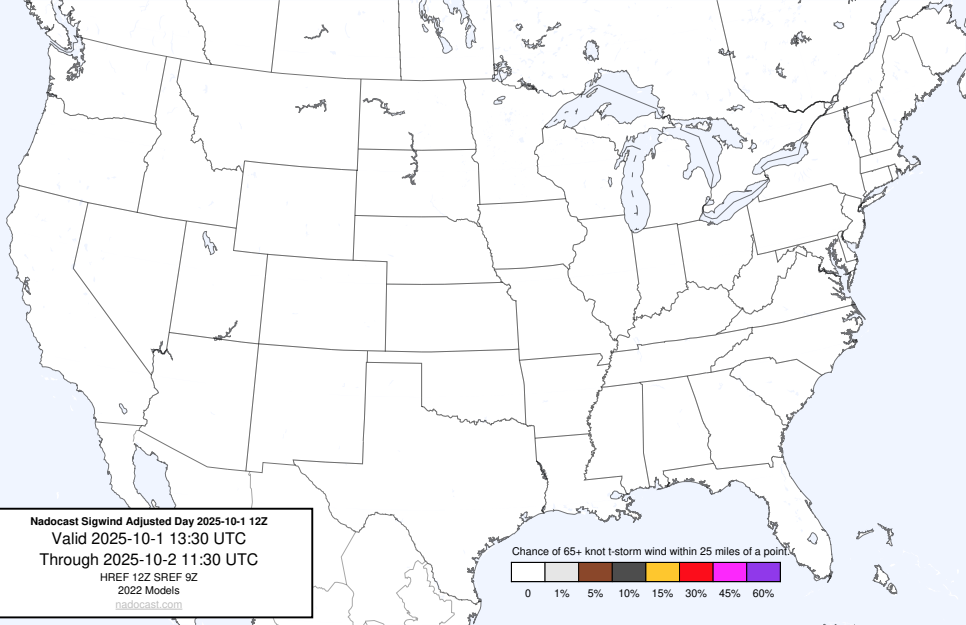 Nadocast Sigwind Adjusted Day 2025-10-1 12Z
Valid 2025-10-1 13:30 UTC
Through 2025-10-2 11:30 UTC
HREF 12Z SREF 9Z
2022 Models
nadocast.com
Chance of 65+ knot t-storm wind within 25 miles of a point.
0 1% 5% 10% 15% 30% 45% 60%